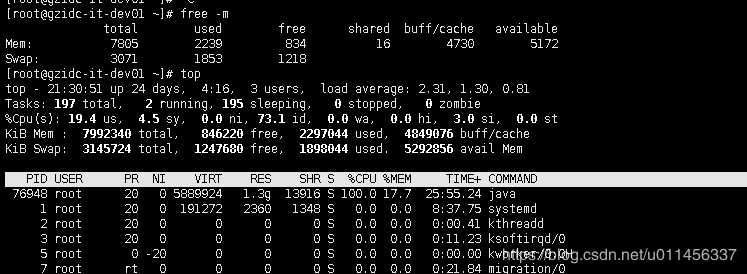 [root@gzidc-it-dev01 ~]# free -m
total used free shared buff/cache available
Mem: 7805 2239 834 16 4730 5172
Swap: 3071 1853 1218
[root@gzidc-it-dev01 ~]# top
top - 21:30:51 up 24 days, 4:16, 3 users, load average: 2.31, 1.30, 0.81
Tasks: 197 total, 2 running, 195 sleeping, 0 stopped, 0 zombie
%Cpu(s): 19.4 us, 4.5 sy, 0.0 ni, 73.1 id, 0.0 wa, 0.0 hi, 3.0 si, 0.0 st
KiB Mem : 7992340 total, 846220 free, 2297044 used, 4849076 buff/cache
KiB Swap: 3145724 total, 1247680 free, 1898044 used. 5292856 avail Mem
PID USER PR NI VIRT RES SHR S %CPU %MEM TIME+ COMMAND
76948 root 20 0 5889924 1.3g 13916 S 100.0 17.7 25:55.24 java
1 root 20 0 191272 2360 1348 S 0.0 0.0 8:37.75 systemd
2 root 20 0 0 0 0 S 0.0 0.0 0:00.41 kthreadd
3 root 20 0 0 0 0 S 0.0 0.0 0:11.23 ksoftirqd/0
5 root 0 -20 0 0 0 S 0.0 0.0 0:00.00 kworker/0:0H
7 root rt 0 0 0 0 S 0.0 0.0 0:21.84 migration/0
https://blog.csdn.net/u011456337